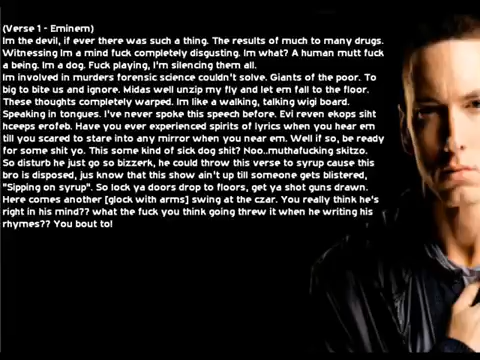 (Verse 1 - Eminem)
Im the devil, if ever there was such a thing. The results of much to many drugs.
Witnessing Im a mind fuck completely disgusting. Im what? A human mutt fuck
a being. Im a dog. Fuck playing, I'm silencing them all.
Im involved in murders forensic science couldn't solve. Giants of the poor. To
big to bite us and ignore. Midas well unzip my fly and let em fall to the floor.
These thoughts completely warped. Im like a walking, talking wigi board.
Speaking in tongues. I've never spoke this speech before. Evi reven ekops siht
hceeps erofeb. Have you ever experienced spirits of lyrics when you hear em
till you scared to stare into any mirror when you near em. Well if so, be ready
for some shit yo. This some kind of sick dog shit? Noo..muthafucking skitzo.
So disturb he just go so bizzerk, he could throw this verse to syrup cause this
bro is disposed, jus know that this show ain't up till someone gets blistered,
"Sipping on syrup". So lock ya doors drop to floors, get ya shot guns drawn.
Here comes another [glock with arms] swing at the czar. You really think he's
right in his mind?? what the fuck you think going threw it when he writing his
rhymes?? You bout to!